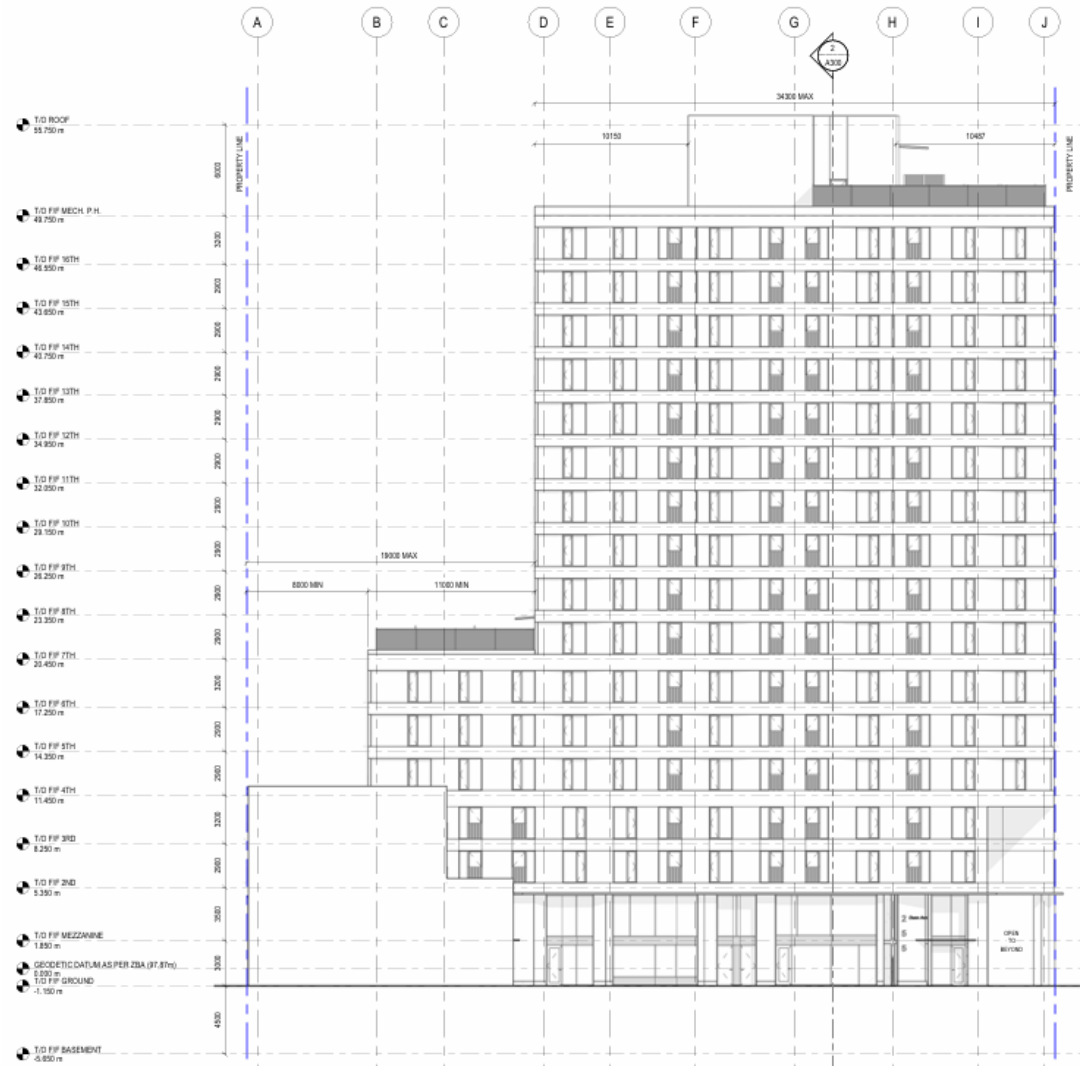 A B C D E F G H I J
2
A300
34300 MAX
T/O ROOF
55.750 m
10150
10487
PROPERTY LINE
PROPERTY LINE
6000
T/O F/F MECH. P.H.
49.750 m
3200
T/O F/F 16TH
46.550 m
2900
T/O F/F 15TH
43.650 m
2900
T/O F/F 14TH
40.750 m
2900
T/O F/F 13TH
37.850 m
2900
T/O F/F 12TH
34.950 m
2900
T/O F/F 11TH
32.050 m
2900
T/O F/F 10TH
29.150 m
2900
19000 MAX
T/O F/F 9TH
26.250 m
8000 MIN
11000 MIN
2900
T/O F/F 8TH
23.350 m
2900
T/O F/F 7TH
20.450 m
3200
T/O F/F 6TH
17.250 m
2900
T/O F/F 5TH
14.350 m
2900
T/O F/F 4TH
11.450 m
3200
T/O F/F 3RD
8.250 m
2900
T/O F/F 2ND
5.350 m
3500
2
5
5
OPEN
TO
BEYOND
T/O F/F MEZZANINE
1.850 m
3000
GEODETIC DATUM AS PER ZBA (97.87m)
0.000 m
T/O F/F GROUND
-1.150 m
4500
T/O F/F BASEMENT
-5.650 m